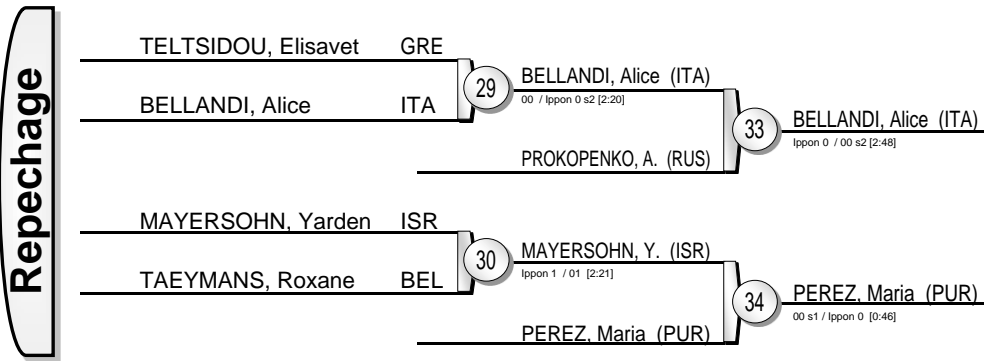 Repechage
TELTSIDOU, Elisavet GRE
BELLANDI, Alice ITA
29
BELLANDI, Alice (ITA)
00 / Ippon 0 s2 [2:20]
PROKOPENKO, A. (RUS)
33
BELLANDI, Alice (ITA)
Ippon 0 / 00 s2 [2:48]
MAYERSOHN, Yarden ISR
TAEYMANS, Roxane BEL
30
MAYERSOHN, Y. (ISR)
Ippon 1 / 01 [2:21]
PEREZ, Maria (PUR)
34
PEREZ, Maria (PUR)
00 s1 / Ippon 0 [0:46]